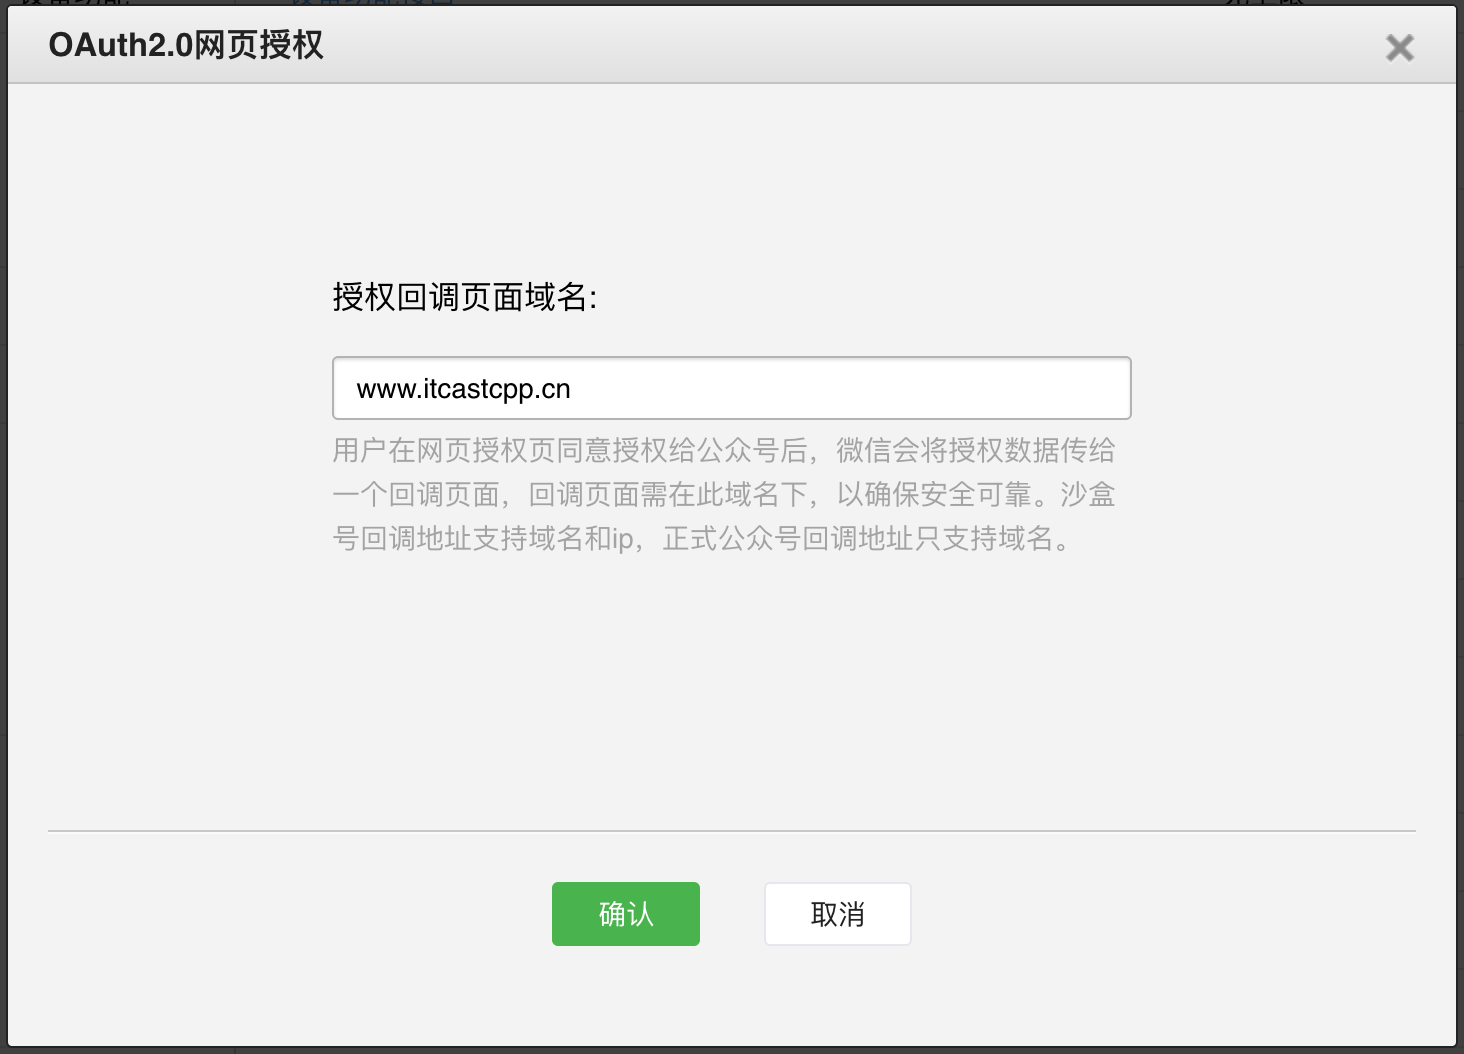 OAuth2.0网页授权
授权回调页面域名:
www.itcastcpp.cn
用户在网页授权页同意授权给公众号后，微信会将授权数据传给
一个回调页面，回调页面需在此域名下，以确保安全可靠。沙盒
号回调地址支持域名和ip，正式公众号回调地址只支持域名。
确认
取消